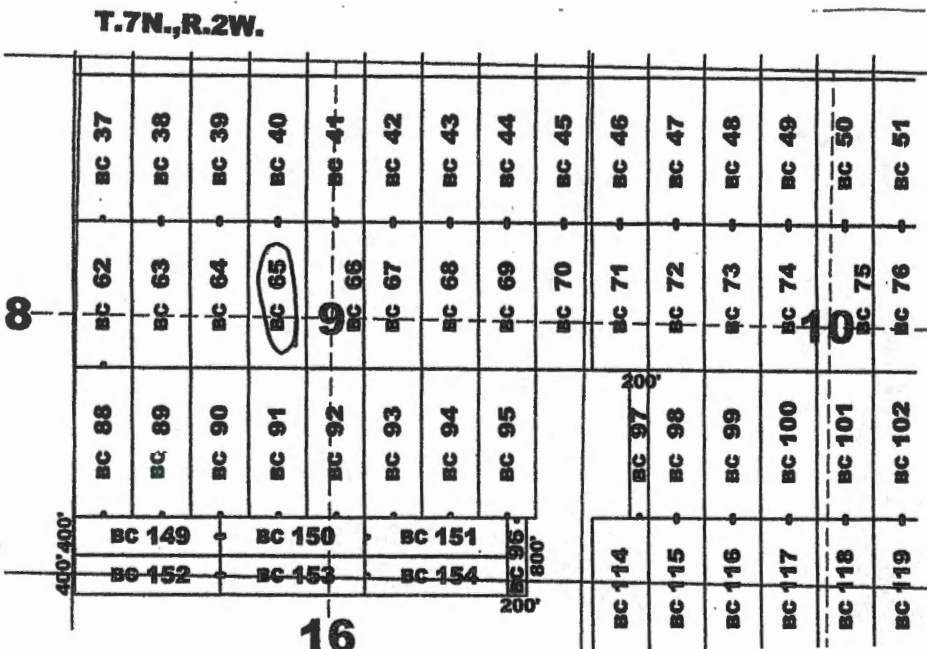 T.7N.,R.2W.
BC 37 BC 38 BC 39 BC 40 BC 41 BC 42 BC 43 BC 44 BC 45 BC 46 BC 47 BC 48 BC 49 BC 50 BC 51
BC 62 BC 63 BC 64 BC 65 BC 66 BC 67 BC 68 BC 69 BC 70 BC 71 BC 72 BC 73 BC 74 BC 75 BC 76
8 9 10
200'
BC 88 BC 89 BC 90 BC 91 BC 92 BC 93 BC 94 BC 95 BC 97 BC 98 BC 99 BC 100 BC 101 BC 102
400' BC 149 BC 150 BC 151 BC 96 800'
400' BC 152 BC 153 BC 154
BC 114 BC 115 BC 116 BC 117 BC 118 BC 119
200'
16